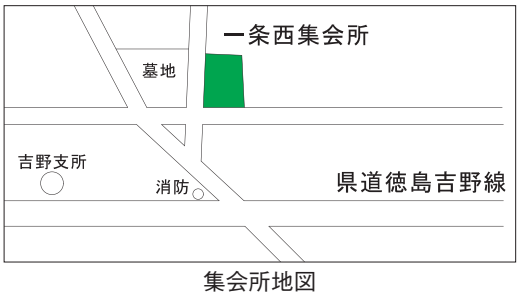 一条西集会所
墓地
吉野支所
消防
県道徳島吉野線
集会所地図